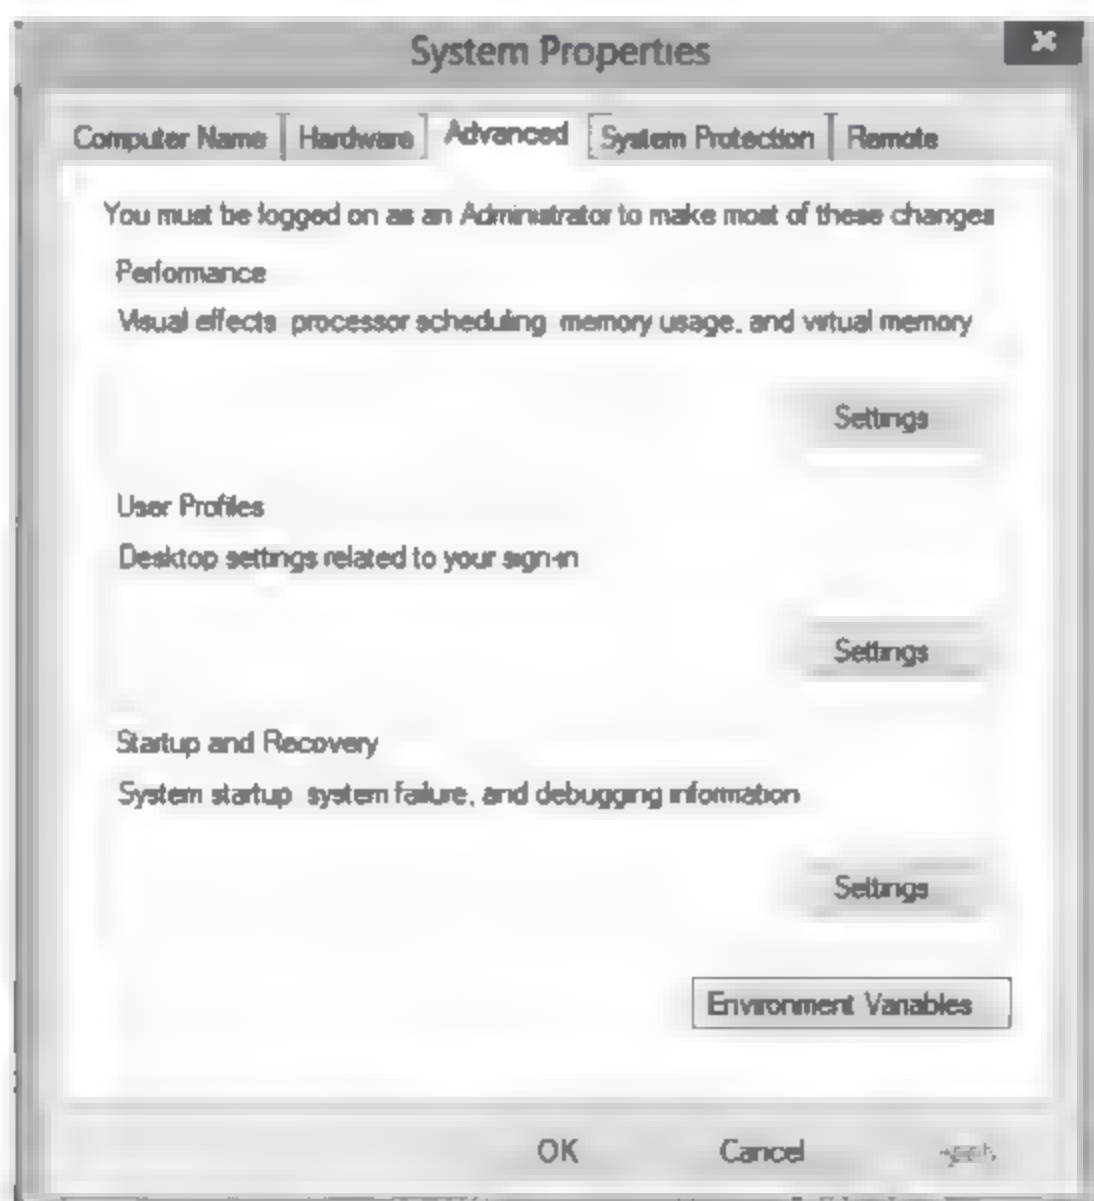 System Properties
Computer Name Hardware Advanced System Protection Remote
You must be logged on as an Administrator to make most of these changes
Performance
Visual effects processor scheduling memory usage, and virtual memory
Settings
User Profiles
Desktop settings related to your sign-in
Settings
Startup and Recovery
System startup system failure, and debugging information
Settings
Environment Variables
OK Cancel